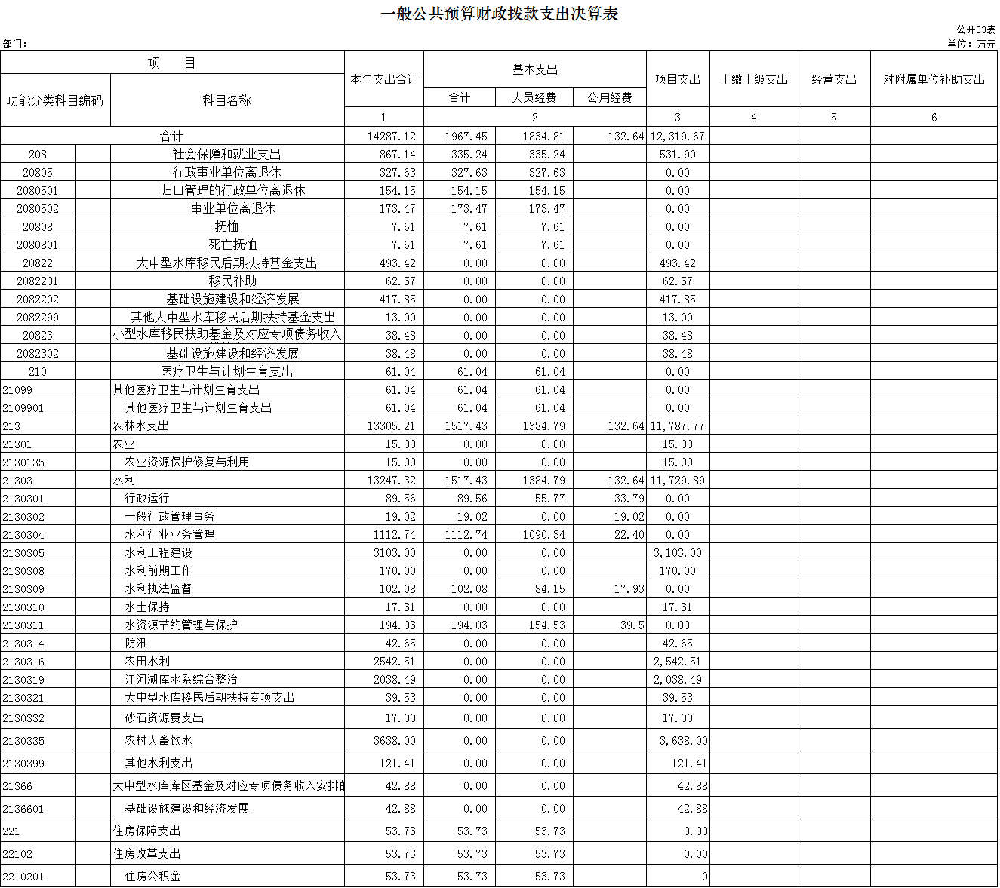 一般公共预算财政拨款支出决算表
公开03表
部门： 单位：万元
项 目 本年支出合计 基本支出 项目支出 上缴上级支出 经营支出 对附属单位补助支出
功能分类科目编码 科目名称 合计 人员经费 公用经费
1 2 3 4 5 6
合计 14287.12 1967.45 1834.81 132.64 12,319.67
208 社会保障和就业支出 867.14 335.24 335.24 531.90
20805 行政事业单位离退休 327.63 327.63 327.63 0.00
2080501 归口管理的行政单位离退休 154.15 154.15 154.15 0.00
2080502 事业单位离退休 173.47 173.47 173.47 0.00
20808 抚恤 7.61 7.61 7.61 0.00
2080801 死亡抚恤 7.61 7.61 7.61 0.00
20822 大中型水库移民后期扶持基金支出 493.42 0.00 0.00 493.42
2082201 移民补助 62.57 0.00 0.00 62.57
2082202 基础设施建设和经济发展 417.85 0.00 0.00 417.85
2082299 其他大中型水库移民后期扶持基金支出 13.00 0.00 0.00 13.00
20823 小型水库移民扶助基金及对应专项债务收入 38.48 0.00 0.00 38.48
2082302 基础设施建设和经济发展 38.48 0.00 0.00 38.48
210 医疗卫生与计划生育支出 61.04 61.04 61.04 0.00
21099 其他医疗卫生与计划生育支出 61.04 61.04 61.04 0.00
2109901 其他医疗卫生与计划生育支出 61.04 61.04 61.04 0.00
213 农林水支出 13305.21 1517.43 1384.79 132.64 11,787.77
21301 农业 15.00 0.00 0.00 15.00
2130135 农业资源保护修复与利用 15.00 0.00 0.00 15.00
21303 水利 13247.32 1517.43 1384.79 132.64 11,729.89
2130301 行政运行 89.56 89.56 55.77 33.79 0.00
2130302 一般行政管理事务 19.02 19.02 0.00 19.02 0.00
2130304 水利行业业务管理 1112.74 1112.74 1090.34 22.40 0.00
2130305 水利工程建设 3103.00 0.00 0.00 3,103.00
2130308 水利前期工作 170.00 0.00 0.00 170.00
2130309 水利执法监督 102.08 102.08 84.15 17.93 0.00
2130310 水土保持 17.31 0.00 0.00 17.31
2130311 水资源节约管理与保护 194.03 194.03 154.53 39.5 0.00
2130314 防汛 42.65 0.00 0.00 42.65
2130316 农田水利 2542.51 0.00 0.00 2,542.51
2130319 江河湖库水系综合整治 2038.49 0.00 0.00 2,038.49
2130321 大中型水库移民后期扶持专项支出 39.53 0.00 0.00 39.53
2130332 砂石资源费支出 17.00 0.00 0.00 17.00
2130335 农村人畜饮水 3638.00 0.00 0.00 3,638.00
2130399 其他水利支出 121.41 0.00 0.00 121.41
21366 大中型水库库区基金及对应专项债务收入安排的 42.88 0.00 0.00 42.88
2136601 基础设施建设和经济发展 42.88 0.00 0.00 42.88
221 住房保障支出 53.73 53.73 53.73 0.00
22102 住房改革支出 53.73 53.73 53.73 0.00
2210201 住房公积金 53.73 53.73 53.73 0